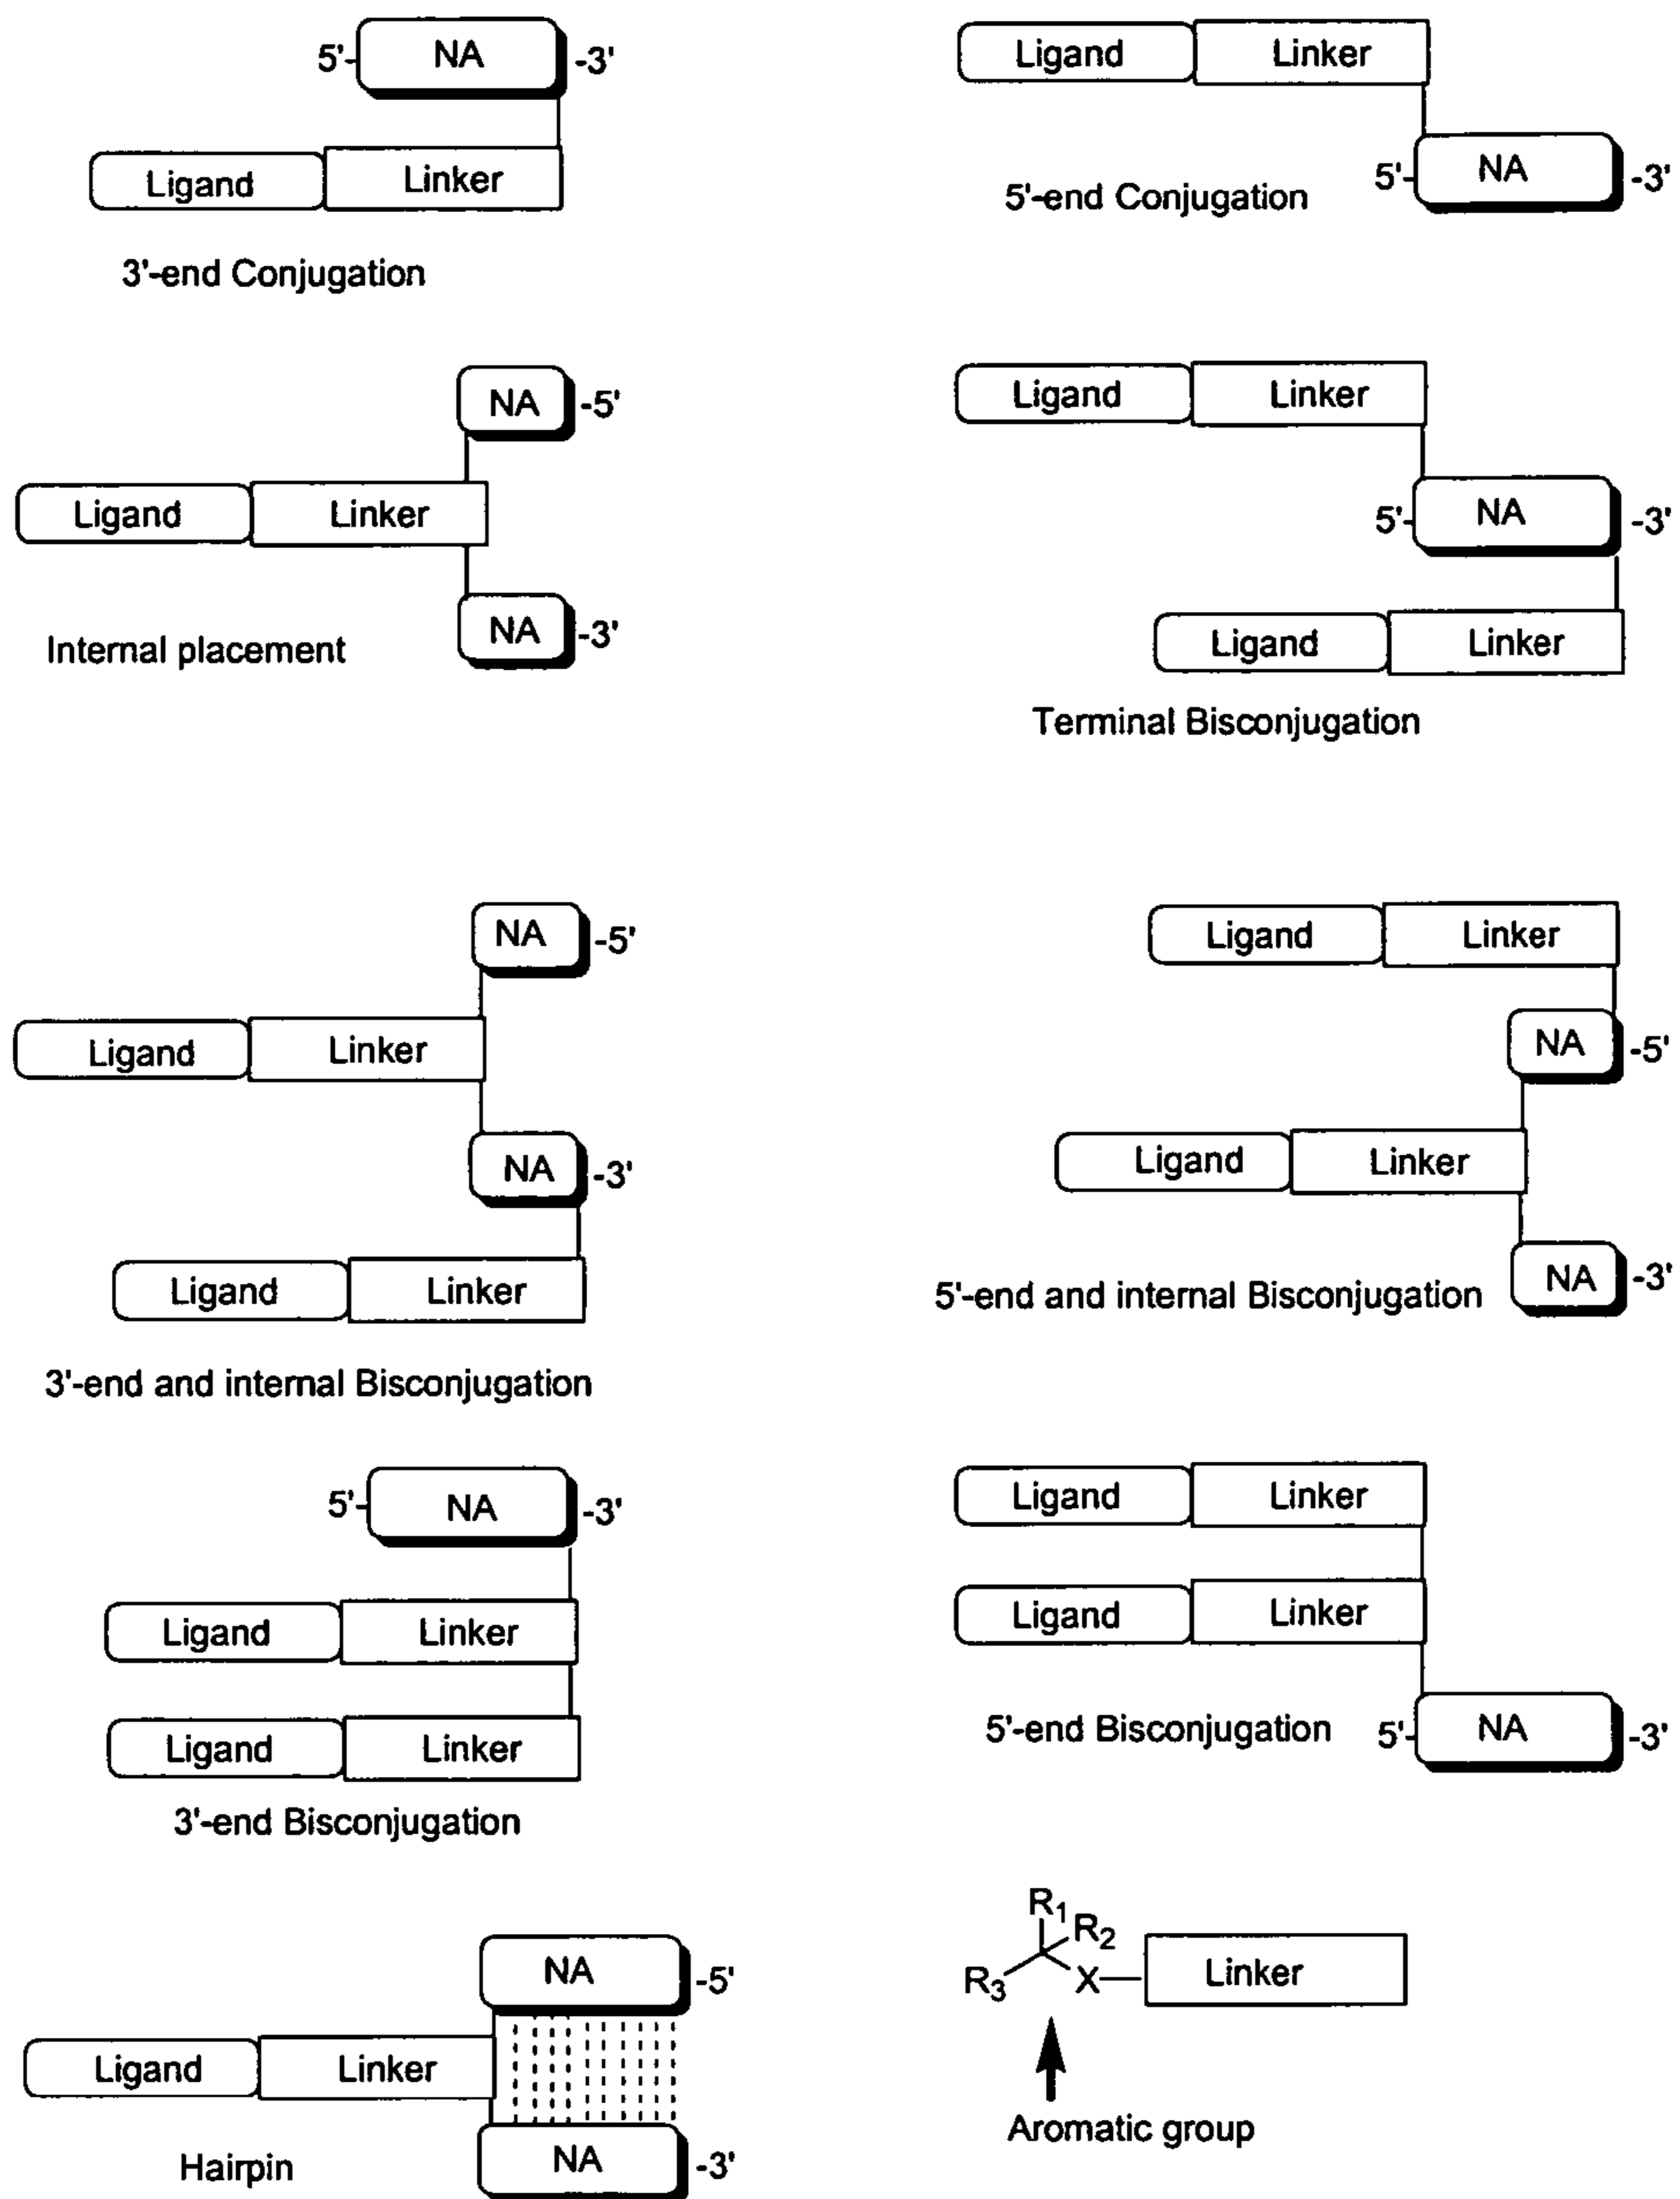 5'- NA -3'
Ligand Linker
3'-end Conjugation
Ligand Linker
5'- NA -3'
5'-end Conjugation
NA -5'
Ligand Linker
NA -3'
Internal placement
Ligand Linker
5'- NA -3'
Ligand Linker
Terminal Bisconjugation
NA -5'
Ligand Linker
NA -3'
Ligand Linker
3'-end and internal Bisconjugation
Ligand Linker
NA -5'
Ligand Linker
NA -3'
5'-end and internal Bisconjugation
5'- NA -3'
Ligand Linker
Ligand Linker
3'-end Bisconjugation
Ligand Linker
Ligand Linker
5'-end Bisconjugation 5'- NA -3'
NA -5'
Ligand Linker
NA -3'
Hairpin
R1
R2
R3 X Linker
Aromatic group